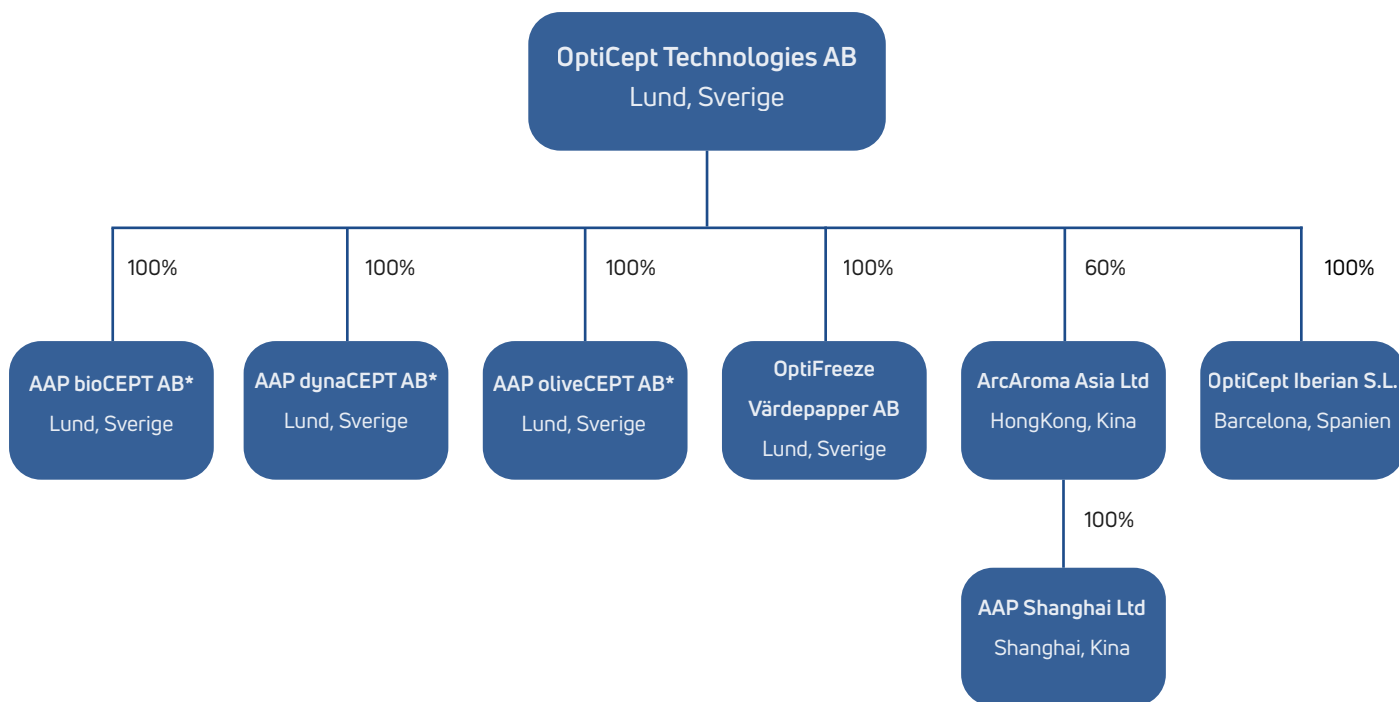 OptiCept Technologies AB
Lund, Sverige
100%
100%
100%
100%
60%
100%
AAP bioCEPT AB*
Lund, Sverige
AAP dynaCEPT AB*
Lund, Sverige
AAP oliveCEPT AB*
Lund, Sverige
OptiFreeze
Värdepapper AB
Lund, Sverige
ArcAroma Asia Ltd
HongKong, Kina
OptiCept Iberian S.L.
Barcelona, Spanien
100%
AAP Shanghai Ltd
Shanghai, Kina